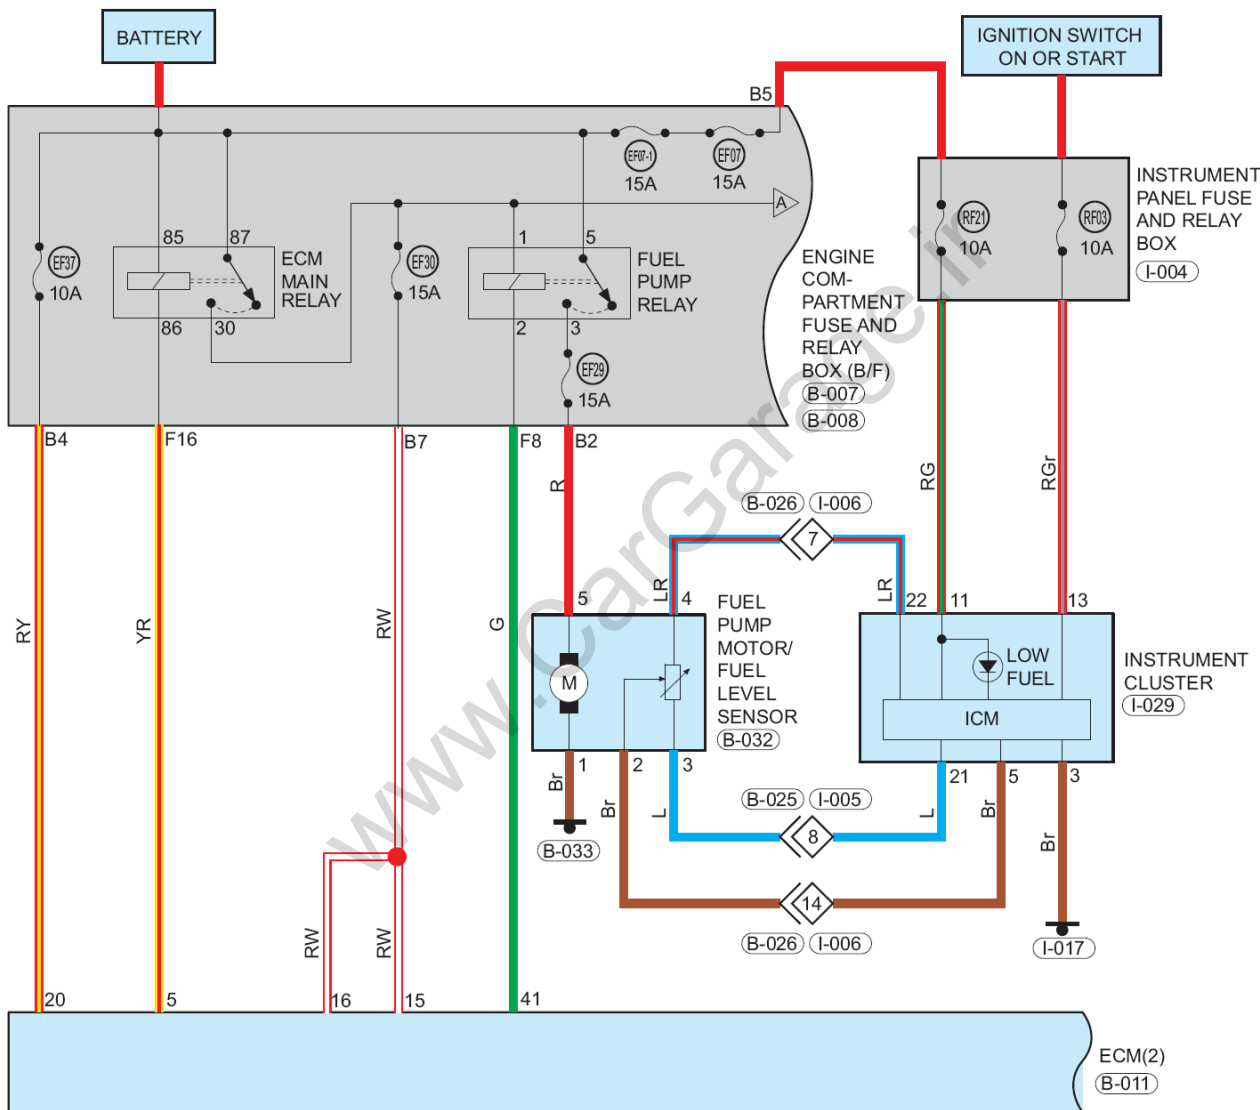 BATTERY
IGNITION SWITCH
ON OR START
B5
EF07-1
15A
EF07
15A
A
INSTRUMENT
PANEL FUSE
AND RELAY
BOX
I-004
RF21
10A
RF03
10A
EF37
10A
85
87
ECM
MAIN
RELAY
86
30
EF30
15A
1
5
FUEL
PUMP
RELAY
2
3
EF29
15A
ENGINE
COM-
PARTMENT
FUSE AND
RELAY
BOX (B/F)
B-007
B-008
B4
F16
B7
F8
B2
R
RG
RGr
B-026
I-006
7
RY
YR
RW
G
5
LR
4
FUEL
PUMP
MOTOR/
FUEL
LEVEL
SENSOR
B-032
M
LR
22
11
13
LOW
FUEL
ICM
INSTRUMENT
CLUSTER
I-029
Br
1
2
3
Br
L
B-033
B-025
I-005
8
21
5
3
L
Br
Br
14
B-026
I-006
I-017
RW
RW
20
5
16
15
41
ECM(2)
B-011
www.CarGarage.ir